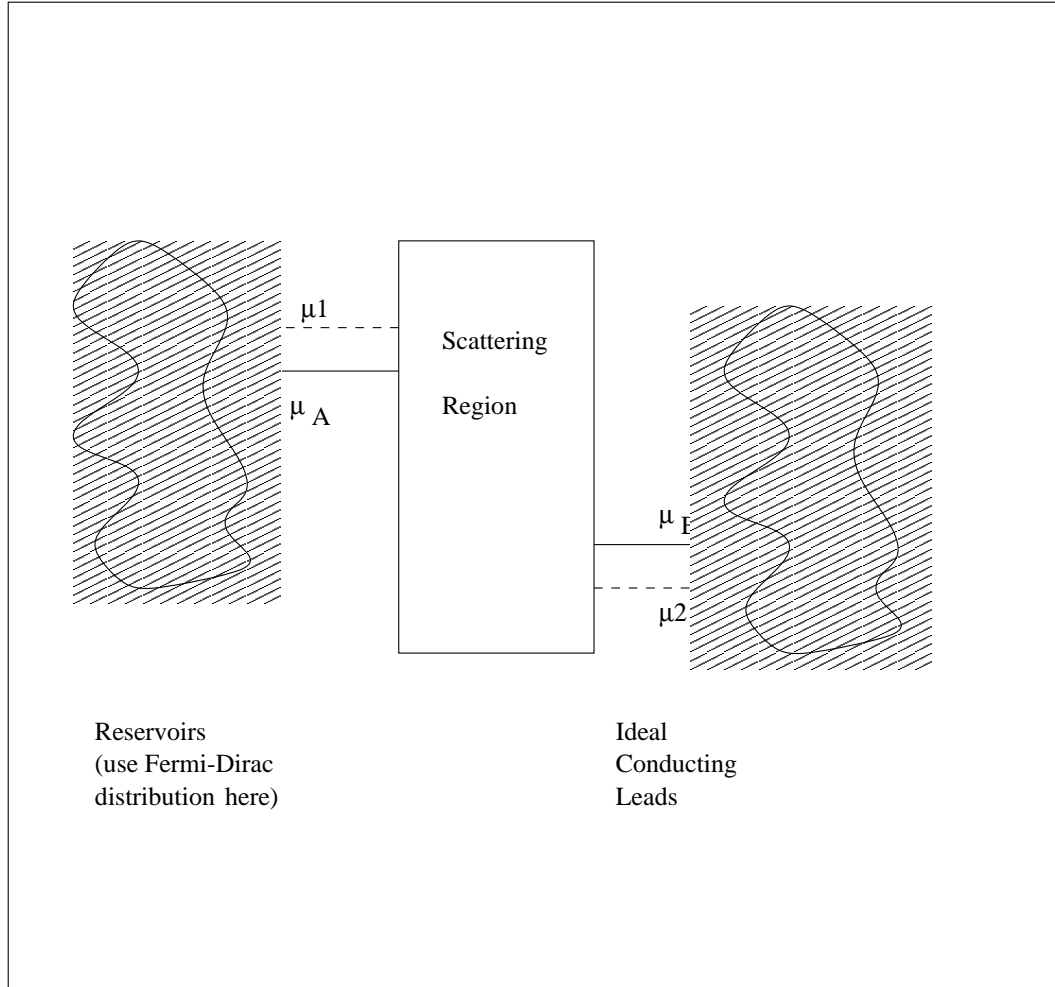 μ1
Scattering
μ A
Region
μ
μ2
Reservoirs
(use Fermi-Dirac
distribution here)
Ideal
Conducting
Leads